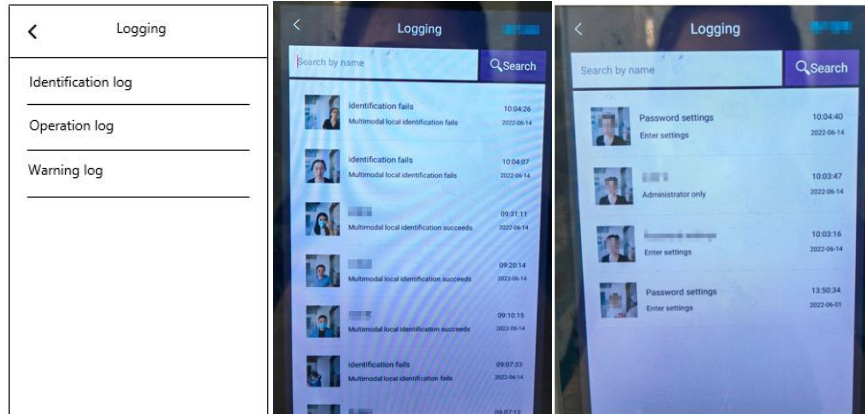 Logging
Identification log
Operation log
Warning log
Logging
Search by name
Search
identification fails
10:04:26
Multimodal local identification fails
2022-06-14
identification fails
10:04:07
Multimodal local identification fails
2022-06-14
09:31:11
Multimodal local identification succeeds
2022-06-14
09:20:14
Multimodal local identification succeeds
2022-06-14
09:10:15
Multimodal local identification succeeds
2022-06-14
identification fails
09:07:33
Multimodal local identification fails
2022-06-14
09:07:13
Logging
Search by name
Search
Password settings
10:04:40
Enter settings
2022-06-14
10:03:47
Administrator only
2022-06-14
10:03:16
Enter settings
2022-06-14
Password settings
13:50:34
Enter settings
2022-06-01